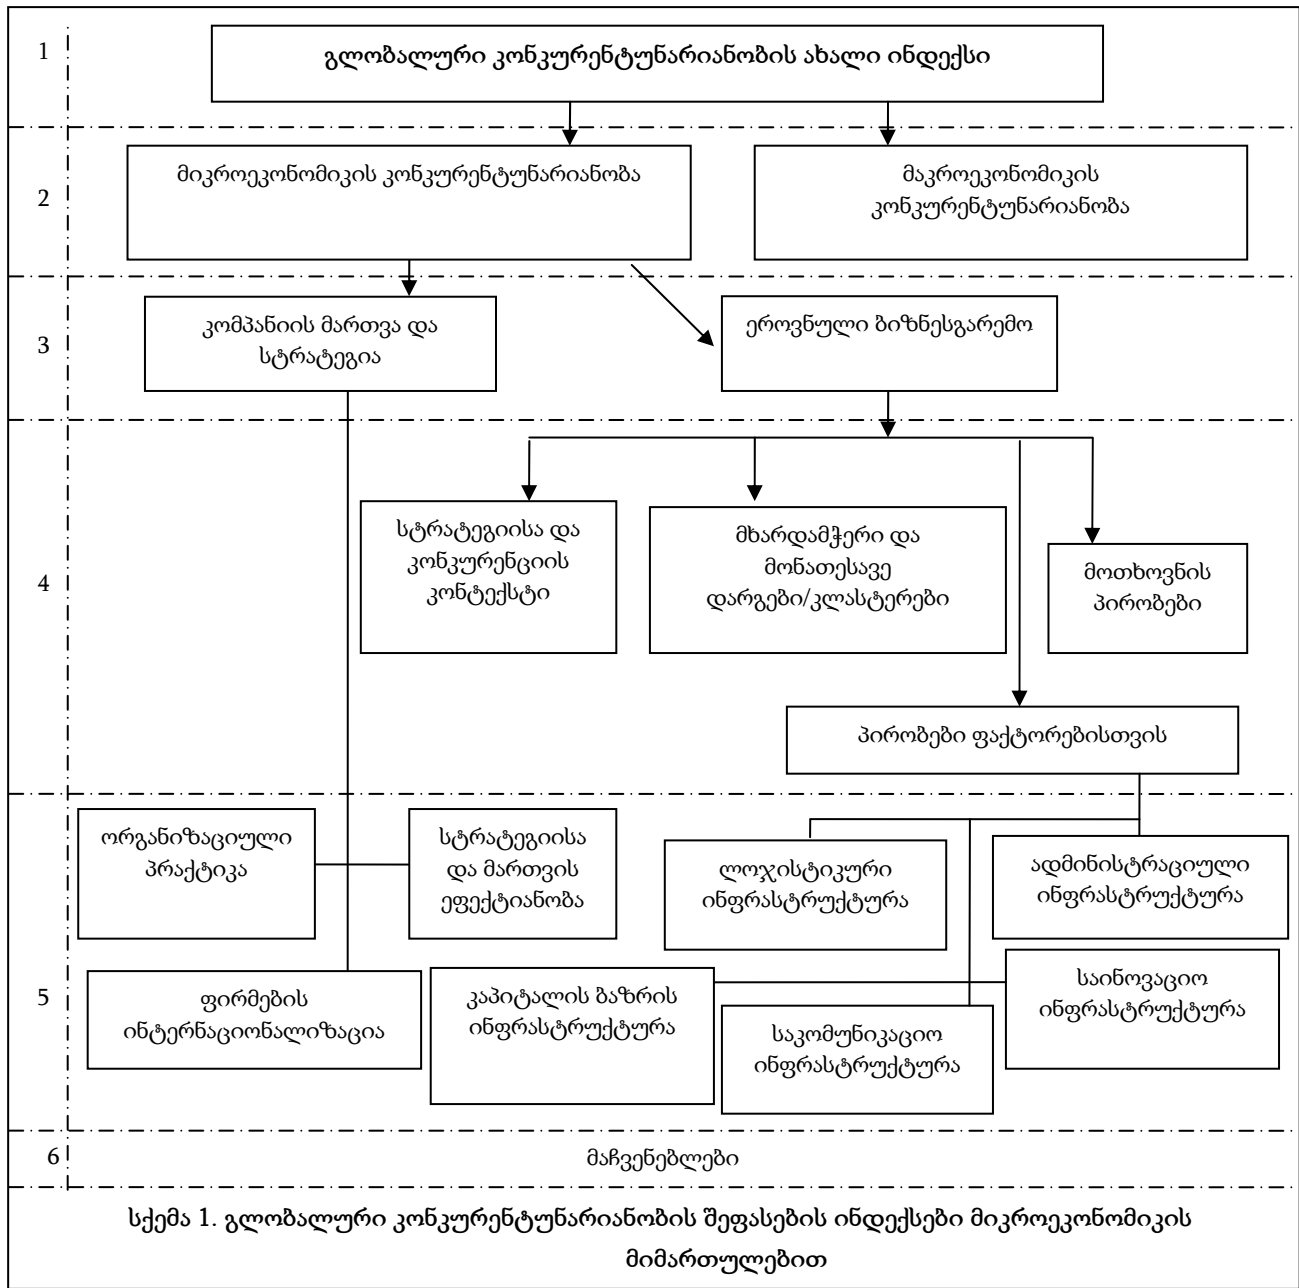 1
გლობალური კონკურენტუნარიანობის ახალი ინდექსი
2
მიკროეკონომიკის კონკურენტუნარიანობა
მაკროეკონომიკის
კონკურენტუნარიანობა
3
კომპანიის მართვა და
სტრატეგია
ეროვნული ბიზნესგარემო
4
სტრატეგიისა და
კონკურენციის
კონტექსტი
მხარდამჭერი და
მონათესავე
დარგები/კლასტერები
მოთხოვნის
პირობები
პირობები ფაქტორებისთვის
5
ორგანიზაციული
პრაქტიკა
სტრატეგიისა
და მართვის
ეფექტიანობა
ლოჯისტიკური
ინფრასტრუქტურა
ადმინისტრაციული
ინფრასტრუქტურა
ფირმების
ინტერნაციონალიზაცია
კაპიტალის ბაზრის
ინფრასტრუქტურა
საკომუნიკაციო
ინფრასტრუქტურა
საინოვაციო
ინფრასტრუქტურა
6
მაჩვენებლები
სქემა 1. გლობალური კონკურენტუნარიანობის შეფასების ინდექსები მიკროეკონომიკის
მიმართულებით